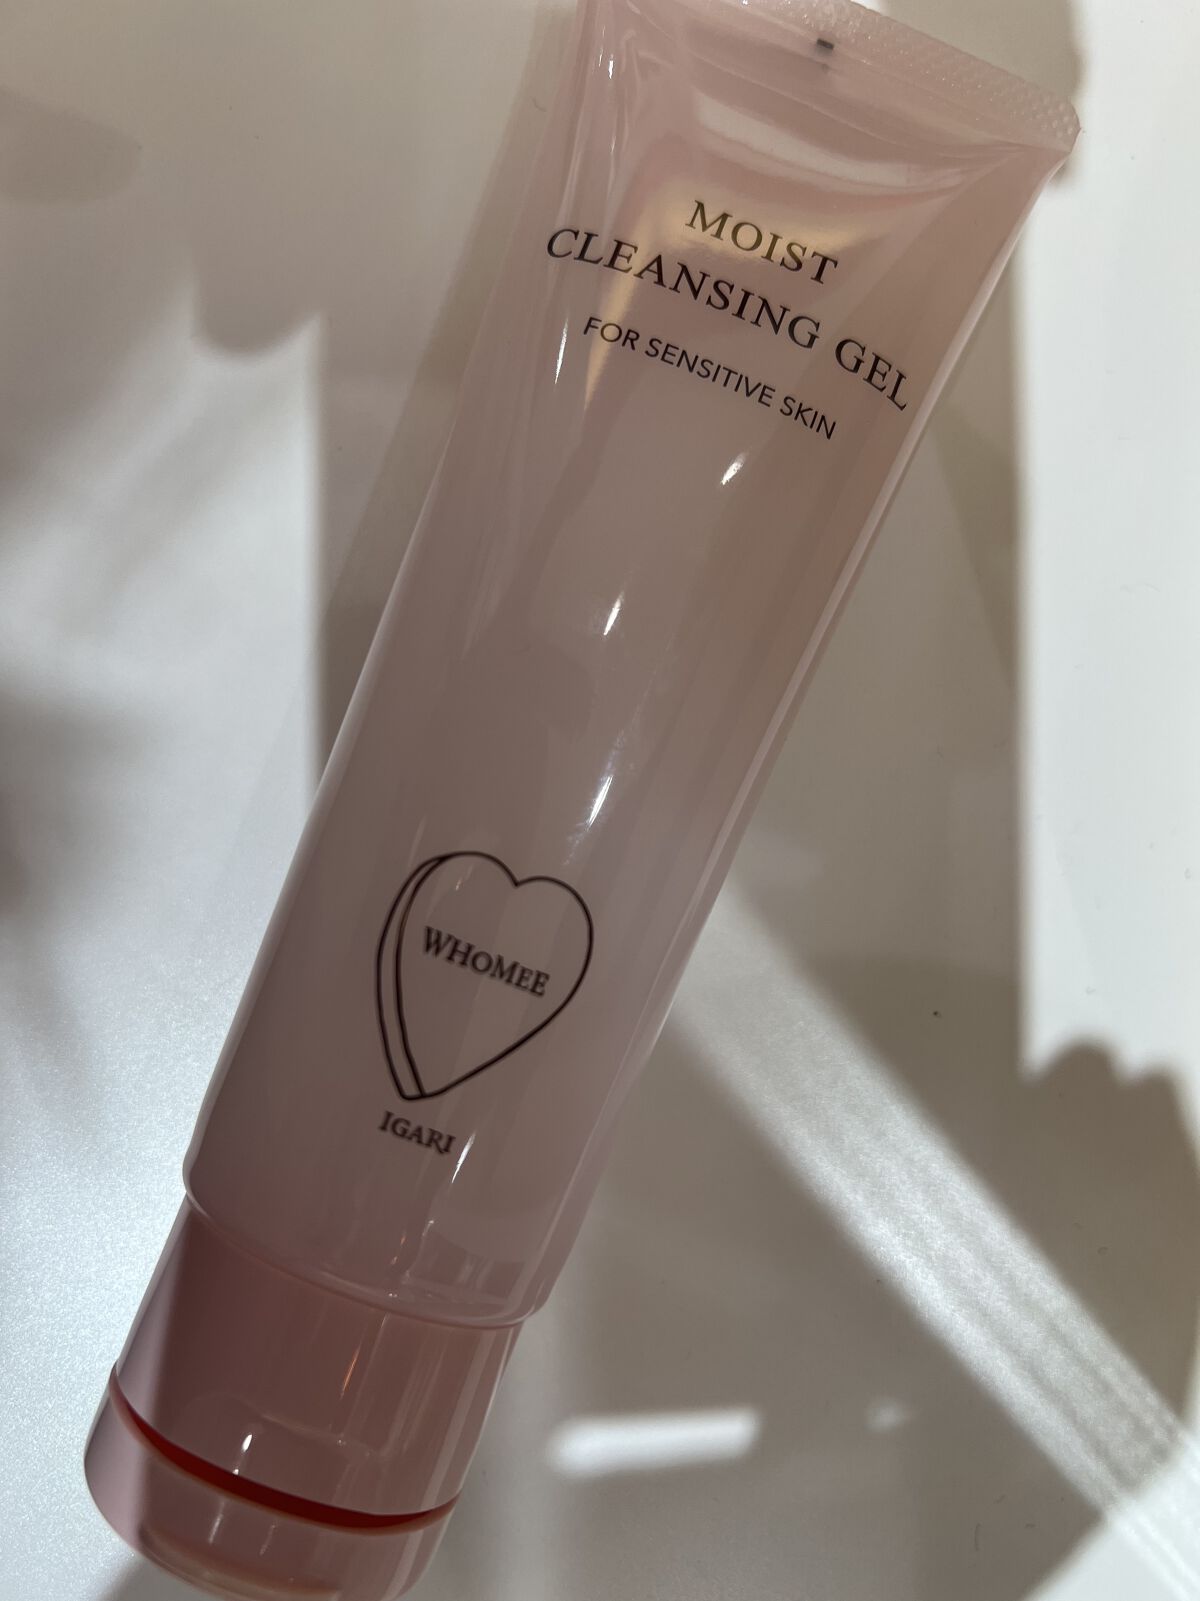 MOIST
CLEANSING GEL
FOR SENSITIVE SKIN
WHOMEE
IGARI